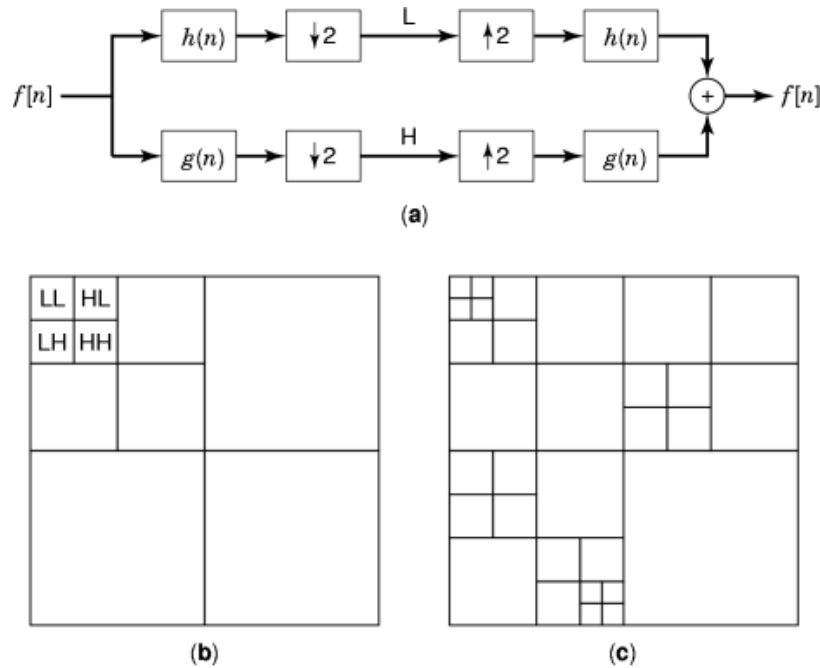 L
h(n) ↓2 ↑2 h(n)
f[n] + f[n]
H
g(n) ↓2 ↑2 g(n)
(a)
LL HL
LH HH
(b) (c)